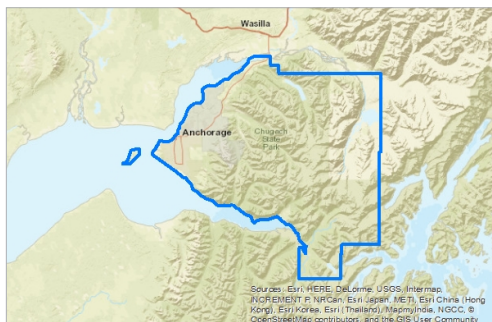 Wasilla
Anchorage
Chugach
State
Park
Sources: Esri, HERE, DeLorme, USGS, Intermap,
INCREMENT P, NRCan, Esri Japan, METI, Esri China (Hong
Kong), Esri Korea, Esri (Thailand), MapmyIndia, NGCC, ©
OpenStreetMap contributors, and the GIS User Community